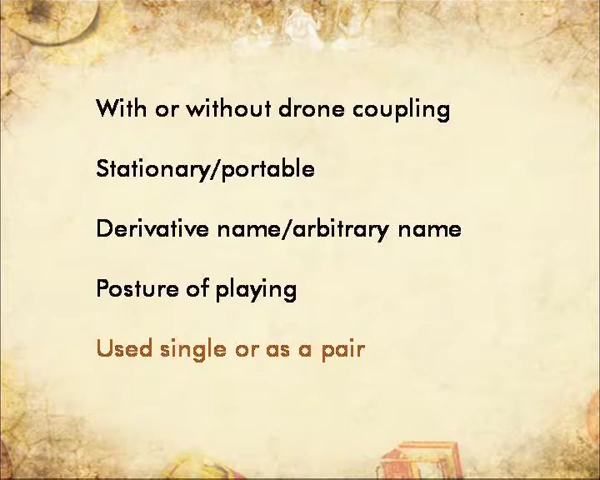 With or without drone coupling
Stationary/portable
Derivative name/arbitrary name
Posture of playing
Used single or as a pair